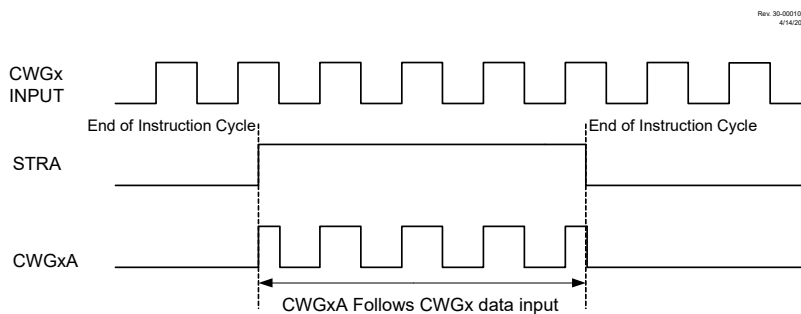 Rev. 30-00010
4/14/20
CWGx
INPUT
End of Instruction Cycle
End of Instruction Cycle
STRA
CWGxA
CWGxA Follows CWGx data input